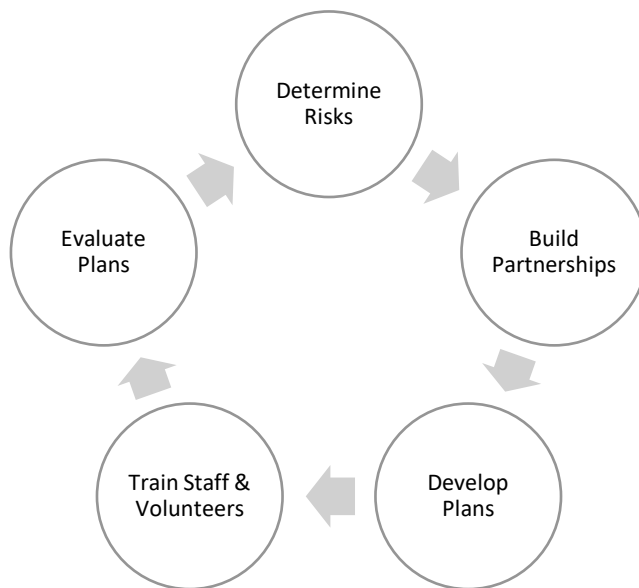 Determine
Risks
Build
Partnerships
Develop
Plans
Train Staff &
Volunteers
Evaluate
Plans